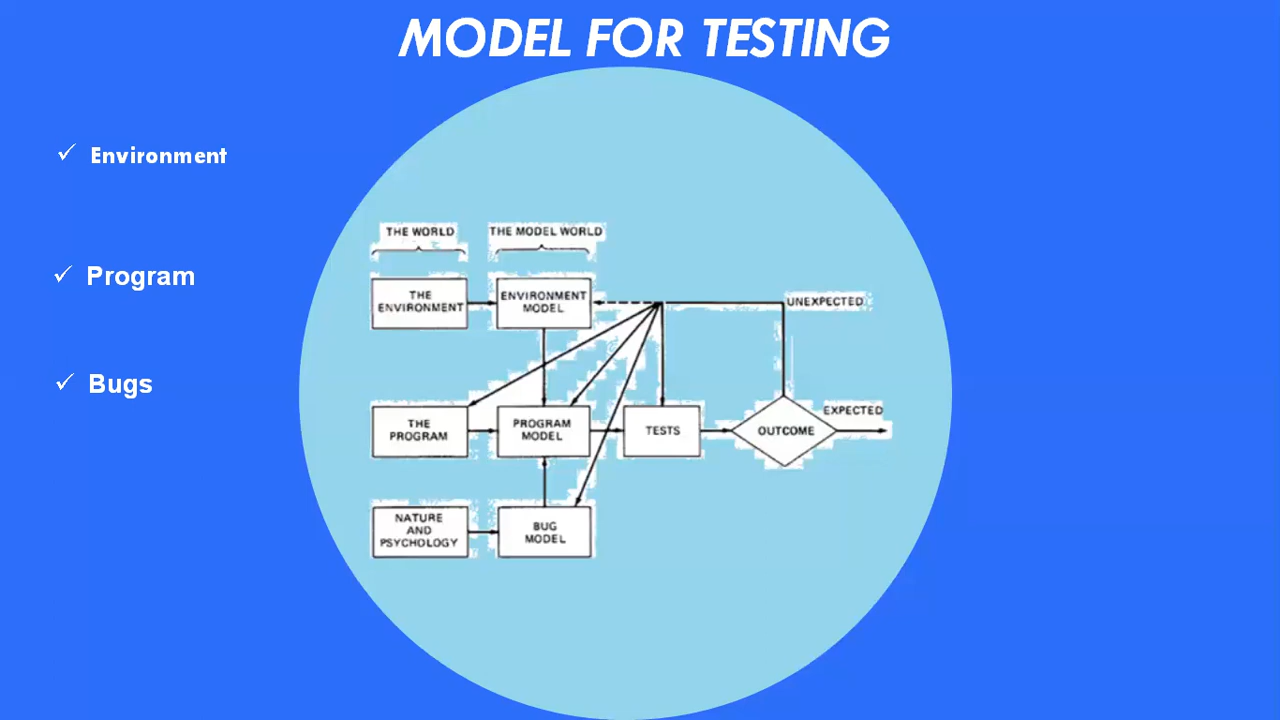 MODEL FOR TESTING
Environment
Program
Bugs
THE WORLD
THE MODEL WORLD
THE
ENVIRONMENT
ENVIRONMENT
MODEL
UNEXPECTED
THE
PROGRAM
PROGRAM
MODEL
TESTS
OUTCOME
EXPECTED
NATURE
AND
PSYCHOLOGY
BUG
MODEL